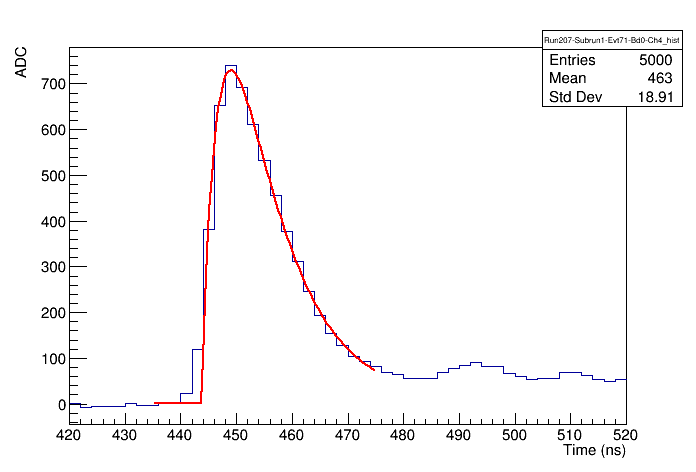 Run207-Subrun1-Evt71-Bd0-Ch4_hist
Entries 5000
Mean 463
Std Dev 18.91
ADC
700
600
500
400
300
200
100
0
420 430 440 450 460 470 480 490 500 510 520
Time (ns)